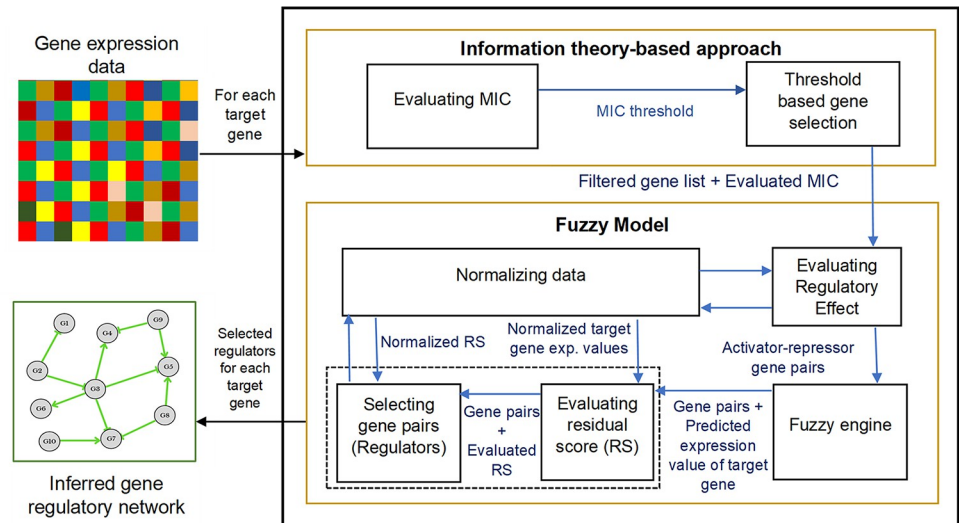 Gene expression
data
For each
target
gene
Information theory-based approach
Evaluating MIC
MIC threshold
Threshold
based gene
selection
Filtered gene list + Evaluated MIC
Fuzzy Model
Normalizing data
Evaluating
Regulatory
Effect
Normalized RS
Normalized target
gene exp. values
Activator-repressor
gene pairs
Selecting
gene pairs
(Regulators)
Gene pairs
+
Evaluated
RS
Evaluating
residual
score (RS)
Gene pairs +
Predicted
expression
value of target
gene
Fuzzy engine
Selected
regulators
for each
target
gene
G1
G4
G9
G2
G3
G5
G6
G8
G10
G7
Inferred gene
regulatory network